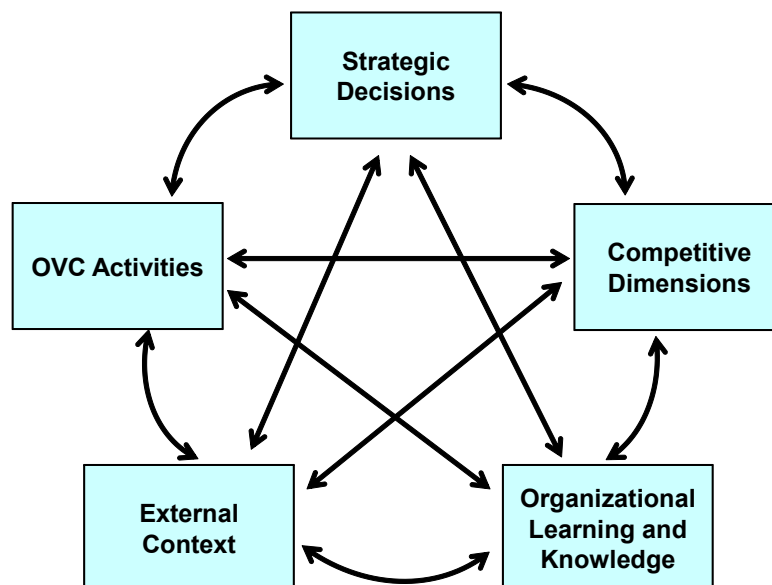 Strategic
Decisions
OVC Activities
Competitive
Dimensions
External
Context
Organizational
Learning and
Knowledge